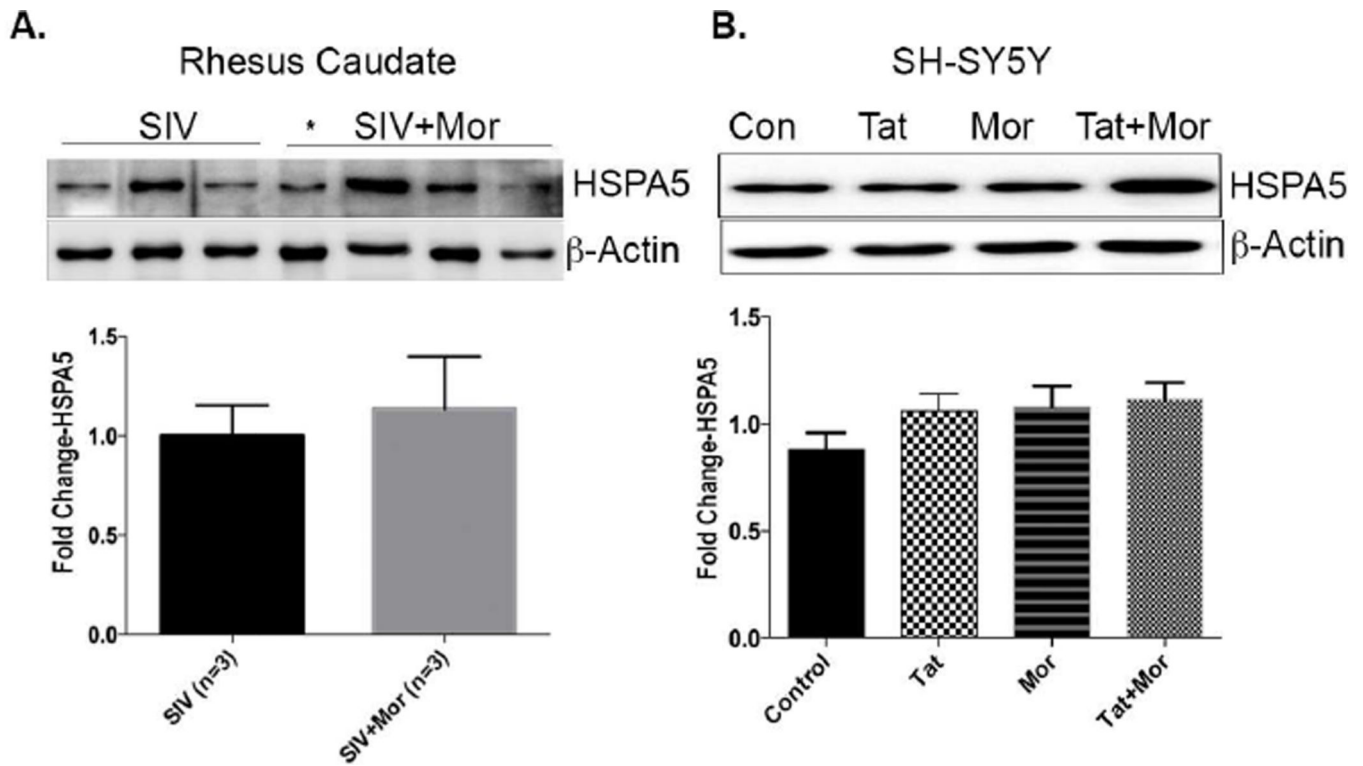 A.
Rhesus Caudate
SIV * SIV+Mor
HSPA5
β-Actin
Fold Change-HSPA5
1.5
1.0
0.5
0.0
SIV (n=3)
SIV+Mor (n=3)
B.
SH-SY5Y
Con Tat Mor Tat+Mor
HSPA5
β-Actin
Fold Change-HSPA5
1.5
1.0
0.5
0.0
Control
Tat
Mor
Tat+Mor